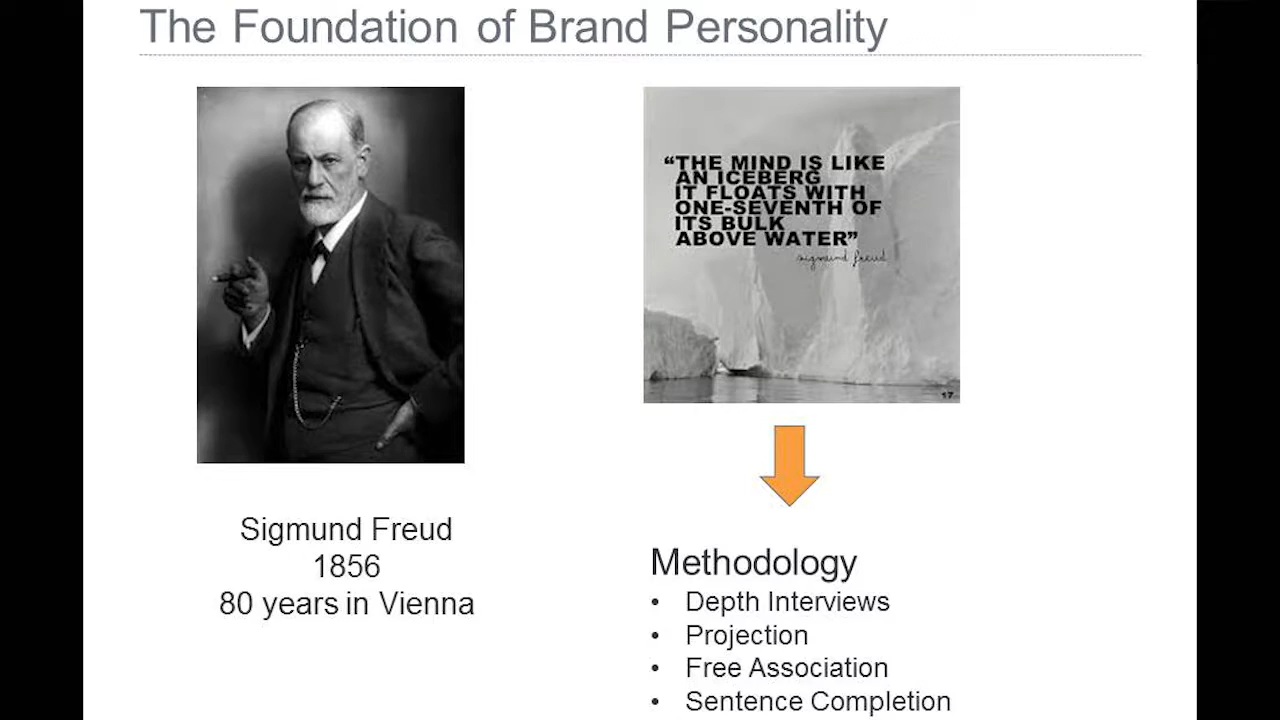 The Foundation of Brand Personality
“THE MIND IS LIKE
AN ICEBERG
IT FLOATS WITH
ONE-SEVENTH OF
ITS BULK
ABOVE WATER”
sigmund freud
17
Sigmund Freud
1856
80 years in Vienna
Methodology
• Depth Interviews
• Projection
• Free Association
• Sentence Completion